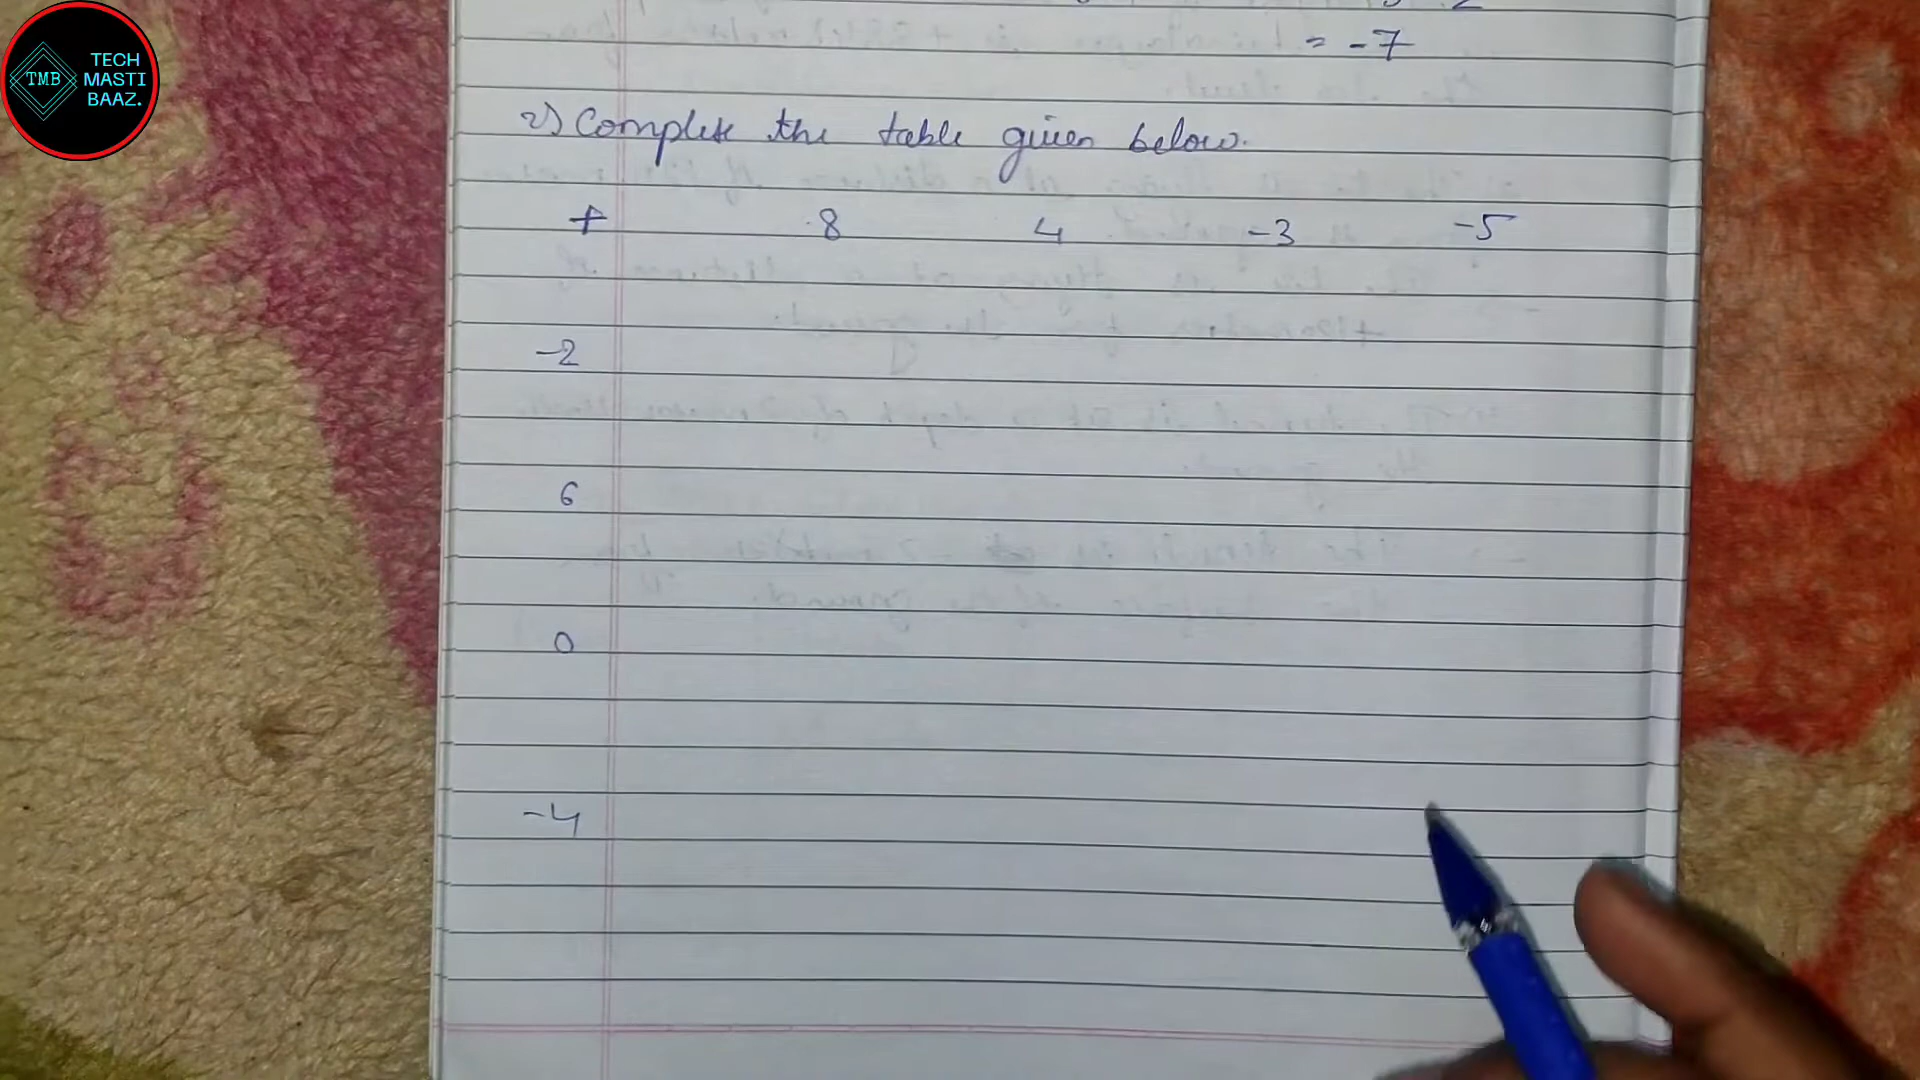 TECH
TMB MASTI
BAAZ.
= -7
2) Complete the table given below.
+ 8 4 -3 -5
-2
6
0
-4